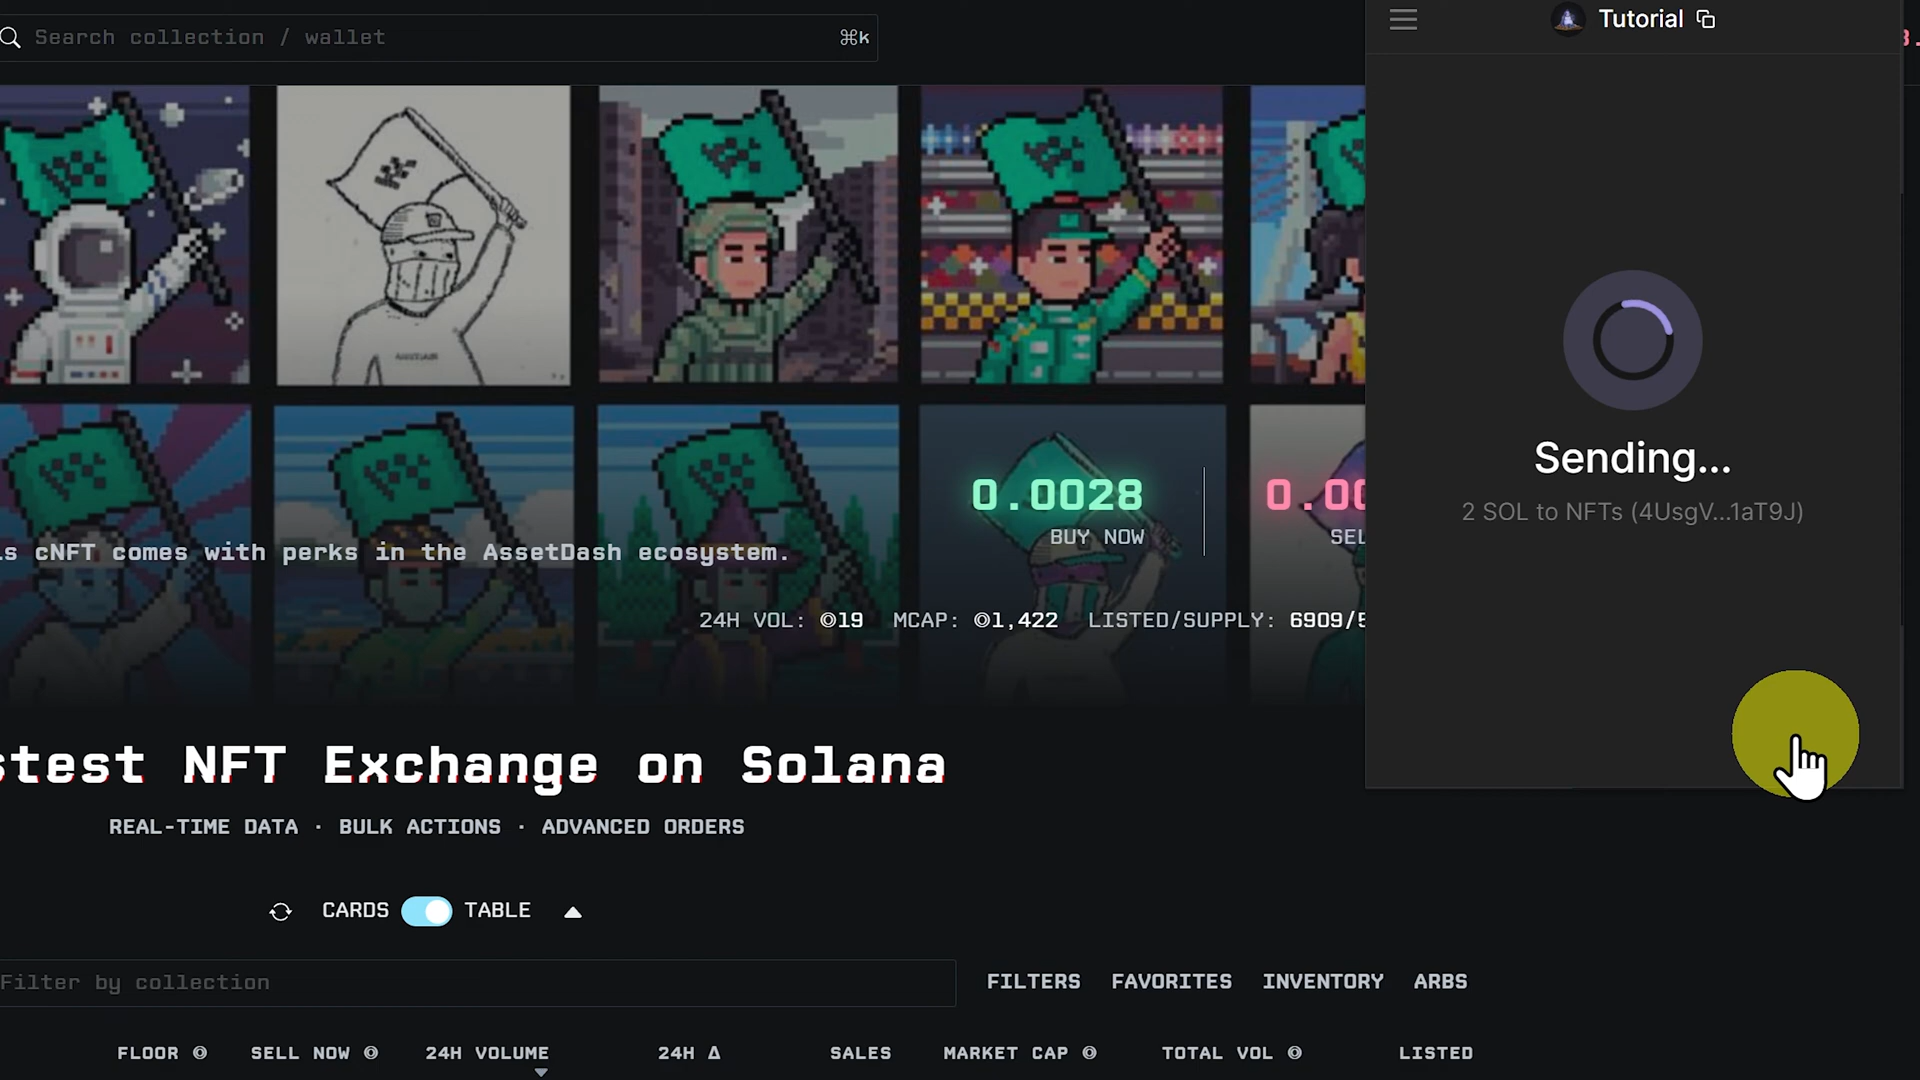 Search collection / wallet ⌘k
Tutorial
Sending...
2 SOL to NFTs (4UsgV...1aT9J)
0.0028
BUY NOW
cNFT comes with perks in the AssetDash ecosystem.
24H VOL: ◎19 MCAP: ◎1,422 LISTED/SUPPLY: 6909/
NFT Exchange on Solana
REAL-TIME DATA · BULK ACTIONS · ADVANCED ORDERS
CARDS TABLE
Filter by collection
FILTERS FAVORITES INVENTORY ARBS
FLOOR ◎ SELL NOW ◎ 24H VOLUME 24H Δ SALES MARKET CAP ◎ TOTAL VOL ◎ LISTED